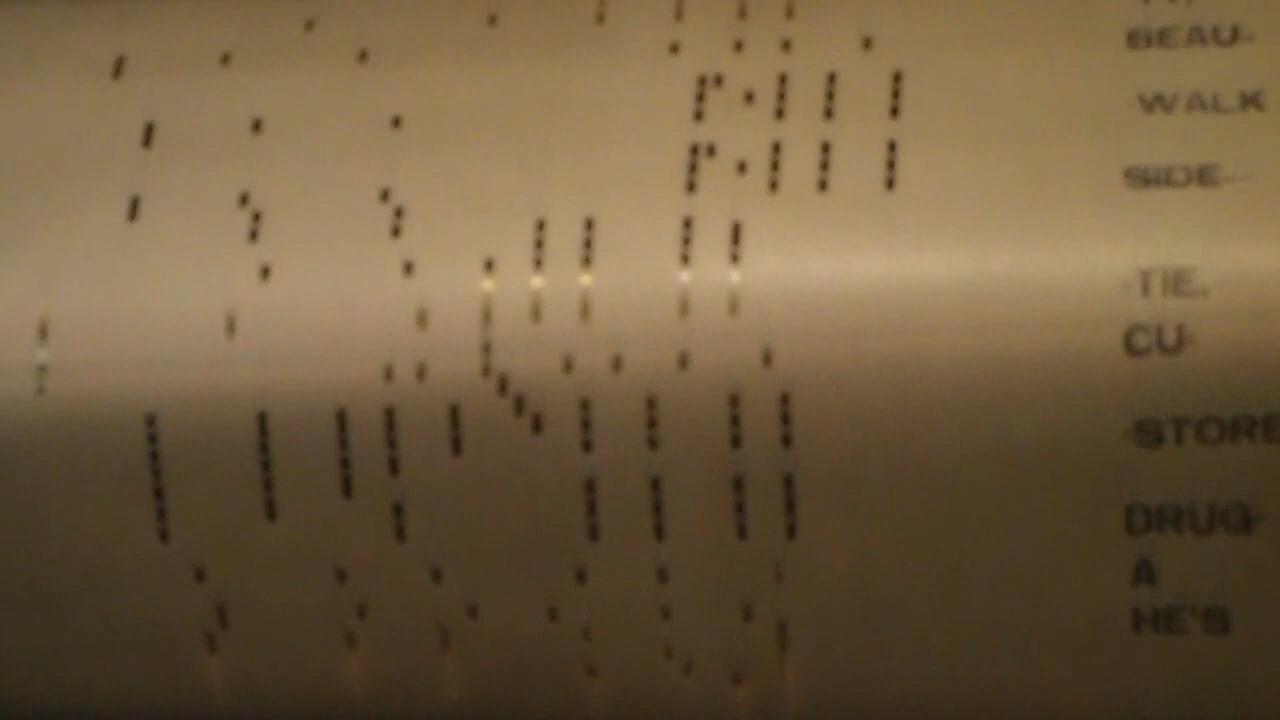 BEAU-
WALK
SIDE-
TIE.
CU-
STORE
DRUG-
A
HE'S